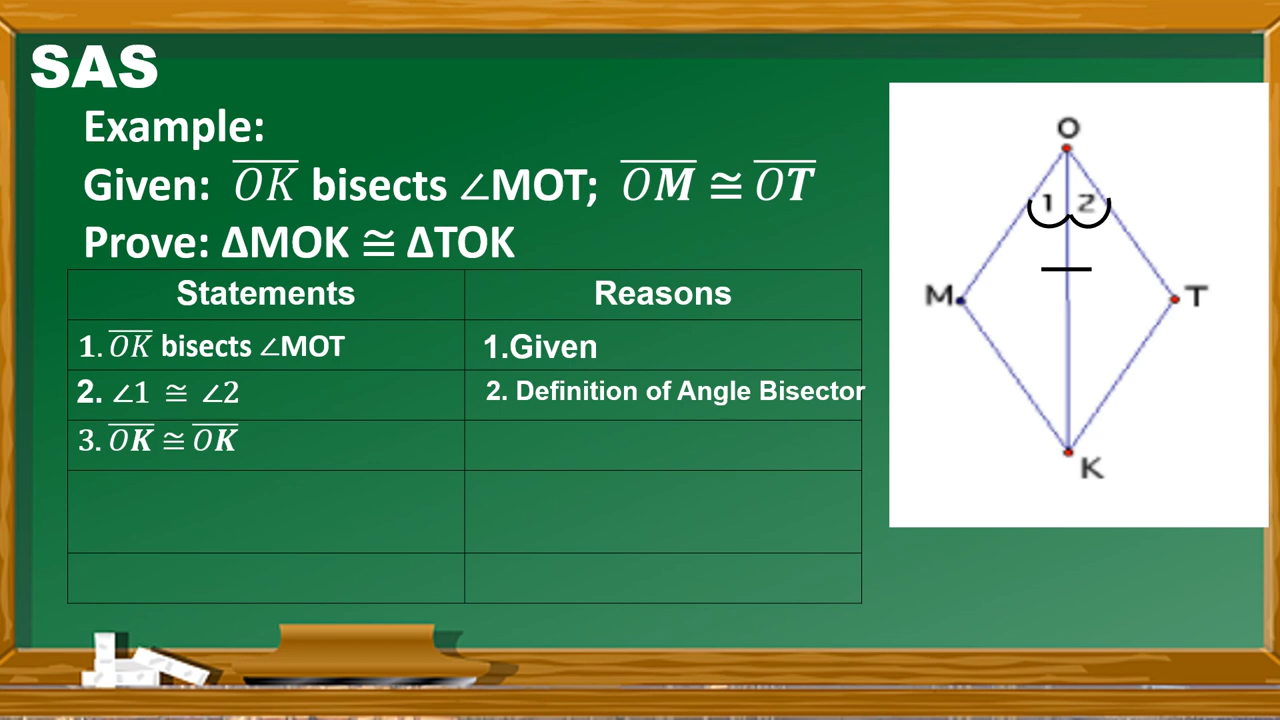 SAS
Example:
Given: OK bisects ∠MOT; OM ≅ OT
Prove: ΔMOK ≅ ΔTOK
Statements Reasons
1. OK bisects ∠MOT 1.Given
2. ∠1 ≅ ∠2 2. Definition of Angle Bisector
3. OK ≅ OK
O
1 2
M T
K